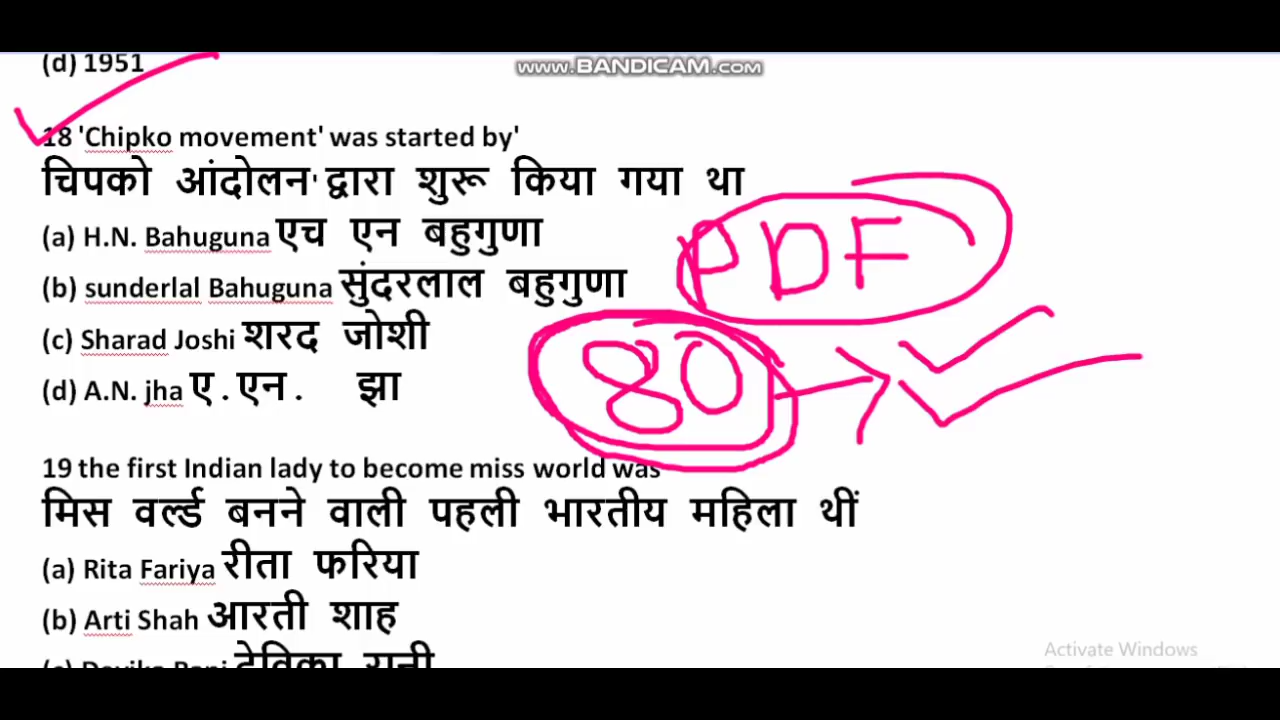 (d) 1951
www.BANDICAM.com
18 'Chipko movement' was started by'
चिपको आंदोलन' द्वारा शुरू किया गया था
(a) H.N. Bahuguna एच एन बहुगुणा
PDF
(b) sunderlal Bahuguna सुंदरलाल बहुगुणा
(c) Sharad Joshi शरद जोशी
80
(d) A.N. jha ए . एन . झा
19 the first Indian lady to become miss world was
मिस वर्ल्ड बनने वाली पहली भारतीय महिला थीं
(a) Rita Fariya रीता फरिया
(b) Arti Shah आरती शाह
(c) Devika Rani देविका रानी
Activate Windows